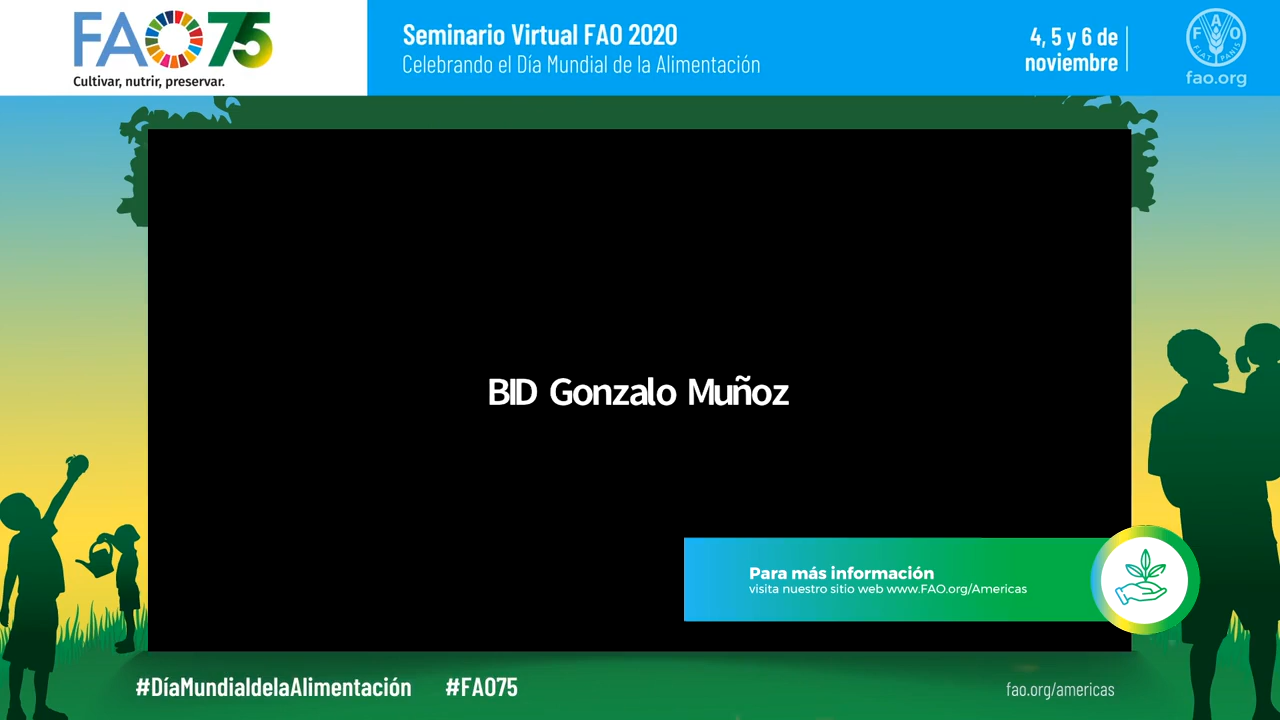 FAO75
Cultivar, nutrir, preservar.
Seminario Virtual FAO 2020
Celebrando el Día Mundial de la Alimentación
4, 5 y 6 de
noviembre
F A O
FIAT PANIS
fao.org
BID Gonzalo Muñoz
Para más información
visita nuestro sitio web www.FAO.org/Americas
#DíaMundialdelaAlimentación #FAO75
fao.org/americas